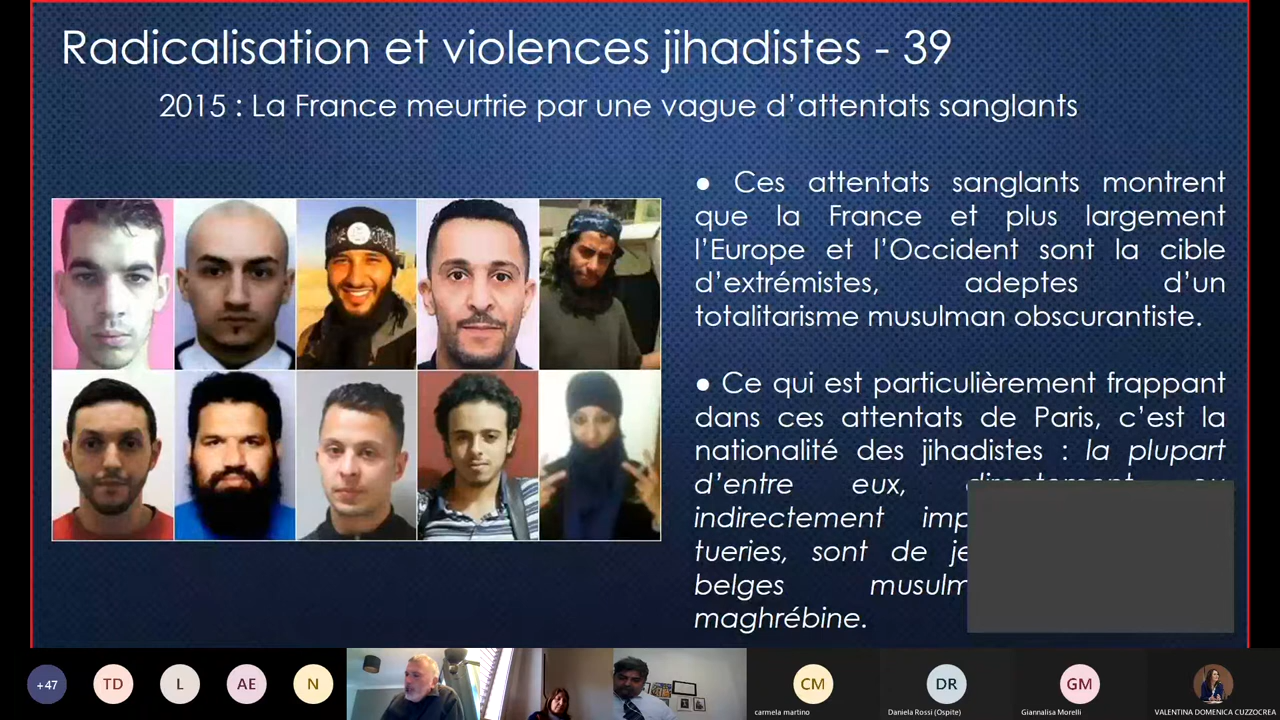 Radicalisation et violences jihadistes - 39
2015 : La France meurtrie par une vague d’attentats sanglants
● Ces attentats sanglants montrent
que la France et plus largement
l’Europe et l’Occident sont la cible
d’extrémistes, adeptes d’un
totalitarisme musulman obscurantiste.
● Ce qui est particulièrement frappant
dans ces attentats de Paris, c’est la
nationalité des jihadistes : la plupart
d’entre eux, directement ou
indirectement
tueries, sont de
belges
maghrébine.
+47
TD
L
AE
N
CM
DR
GM
carmela martino
Daniela Rossi (Ospite)
Giannalisa Morelli
VALENTINA DOMENICA CUZZOCREA